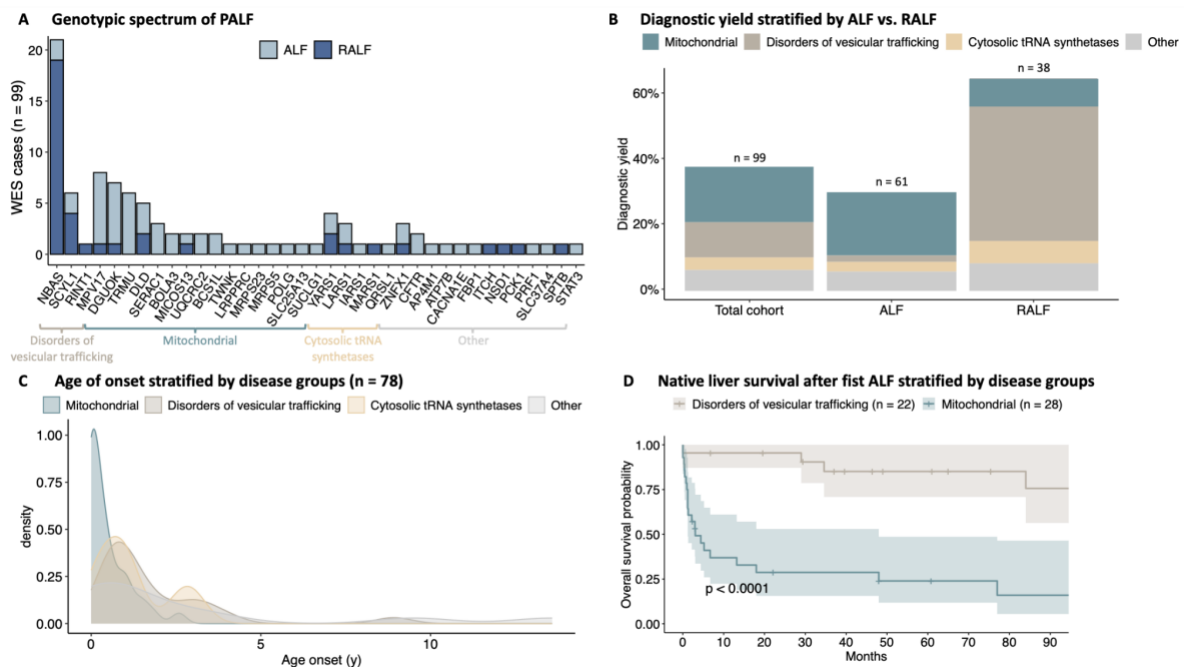 A Genotypic spectrum of PALF
ALF RALF
WES cases (n = 99)
20
15
10
5
0
NBAS
SCYL1
RINT1
MPV17
DGUOK
TRMU
DLD
SERAC1
BOLA3
MICOS13
UQCRC2
BCS1L
TWNK
LRPPRC
MRPS23
MRPS5
POLG
SLC25A13
SUCLG1
YARS1
LARS1
IARS1
MARS1
QRSL1
ZNFX1
CFTR
AP4M1
ATP7B
CACNA1E
FBP1
ITCH
NSD1
PCK1
PRF1
SLC37A4
SPTB
STAT3
Disorders of
vesicular trafficking
Mitochondrial
Cytosolic tRNA
synthetases
Other
B Diagnostic yield stratified by ALF vs. RALF
Mitochondrial Disorders of vesicular trafficking Cytosolic tRNA synthetases Other
Diagnostic yield
60%
40%
20%
0%
n = 99
n = 61
n = 38
Total cohort ALF RALF
C Age of onset stratified by disease groups (n = 78)
Mitochondrial Disorders of vesicular trafficking Cytosolic tRNA synthetases Other
density
1.00
0.75
0.50
0.25
0.00
0 5 10
Age onset (y)
D Native liver survival after fist ALF stratified by disease groups
Disorders of vesicular trafficking (n = 22) Mitochondrial (n = 28)
Overall survival probability
1.00
0.75
0.50
0.25
0.00
p < 0.0001
0 10 20 30 40 50 60 70 80 90
Months